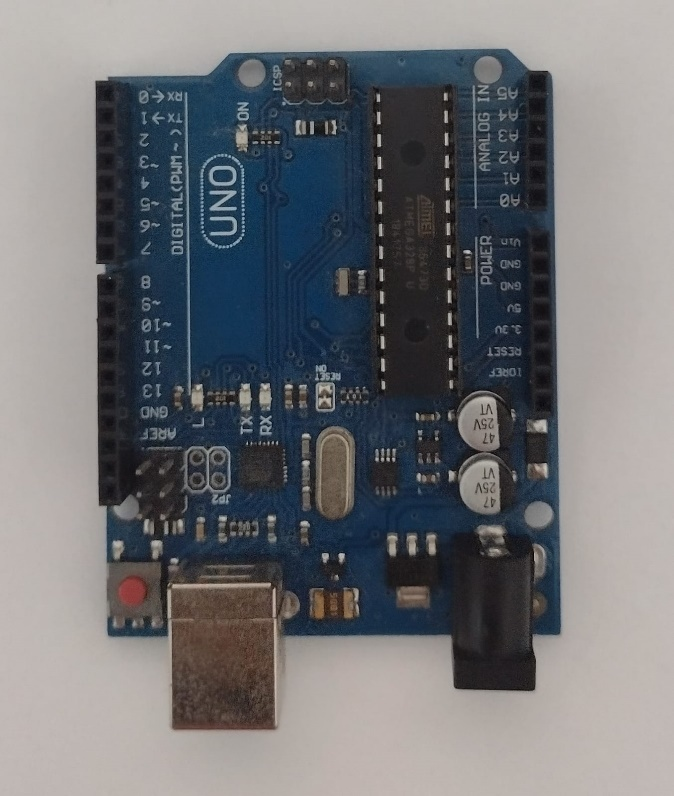 ICSP
ON
RX←0
TX→1
2
~3
4
~5
~6
7
DIGITAL(PWM~)
UNO
8
~9
~10
~11
12
13
GND
AREF
L
TX
RX
RESET
ON
JP2
ATMEL
ATMEGA328P
ANALOG IN
A5
A4
A3
A2
A1
A0
POWER
Vin
GND
GND
5V
3.3V
RESET
IOREF
47
25V
VT
47
25V
VT